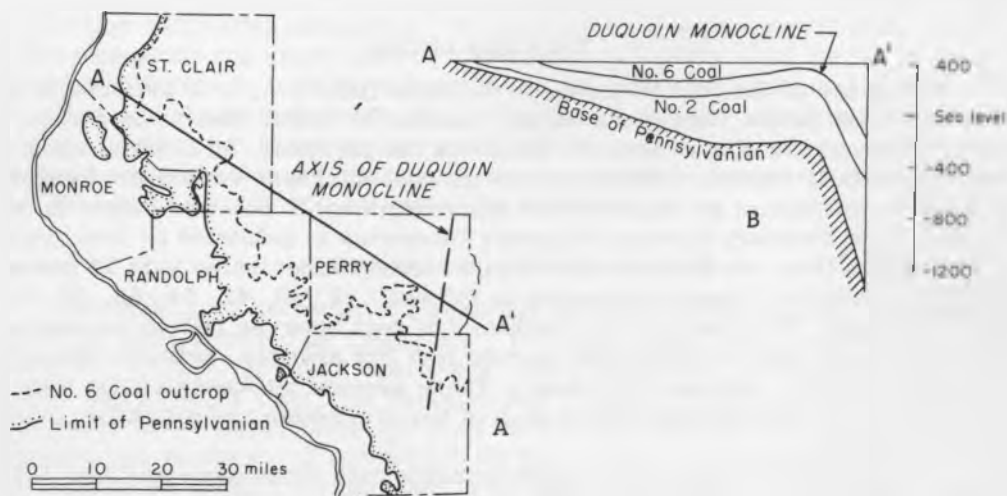 A
ST. CLAIR
MONROE
AXIS OF DUQUOIN
MONOCLINE
RANDOLPH
PERRY
A'
JACKSON
A
No. 6 Coal outcrop
Limit of Pennsylvanian
0 10 20 30 miles
DUQUOIN MONOCLINE
A
A'
400
No. 6 Coal
No. 2 Coal
Sea level
Base of Pennsylvanian
-400
B
-800
-1200